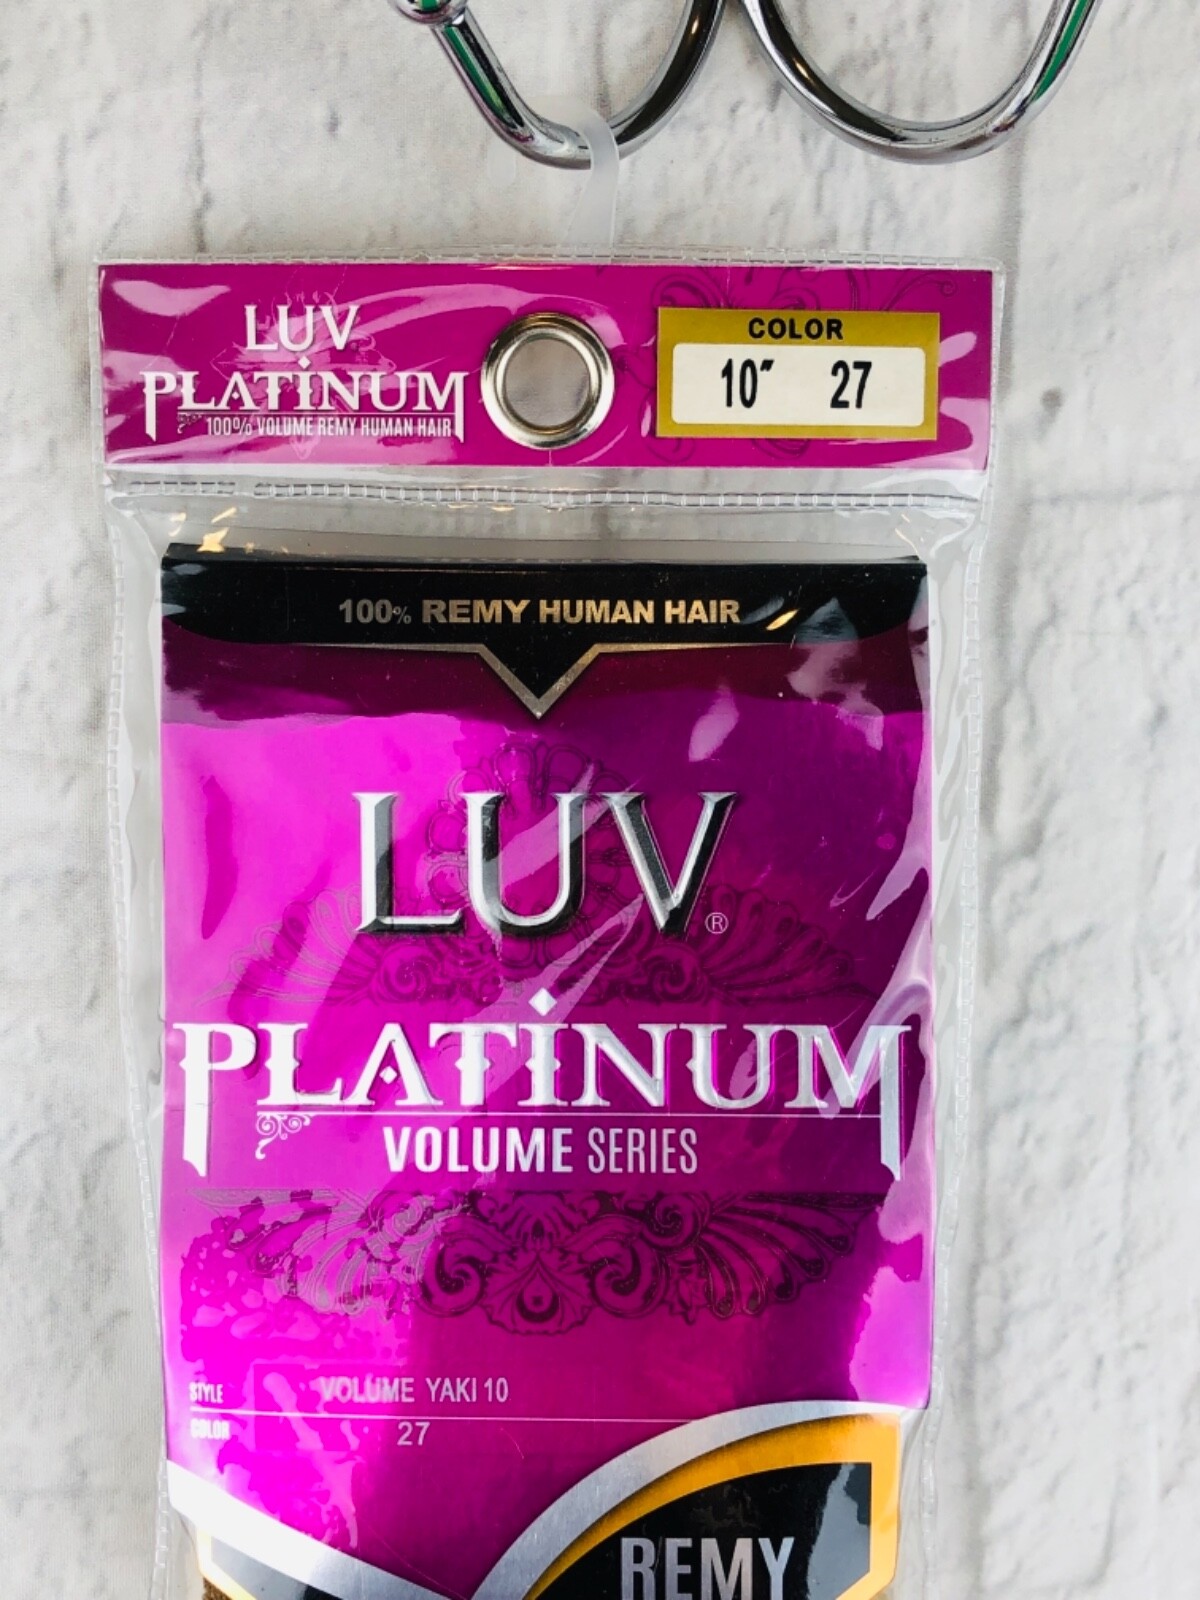 LUV
PLATINUM
100% VOLUME REMY HUMAN HAIR
COLOR
10" 27
100% REMY HUMAN HAIR
LUV®
PLATINUM
VOLUME SERIES
STYLE VOLUME YAKI 10
COLOR 27
REMY